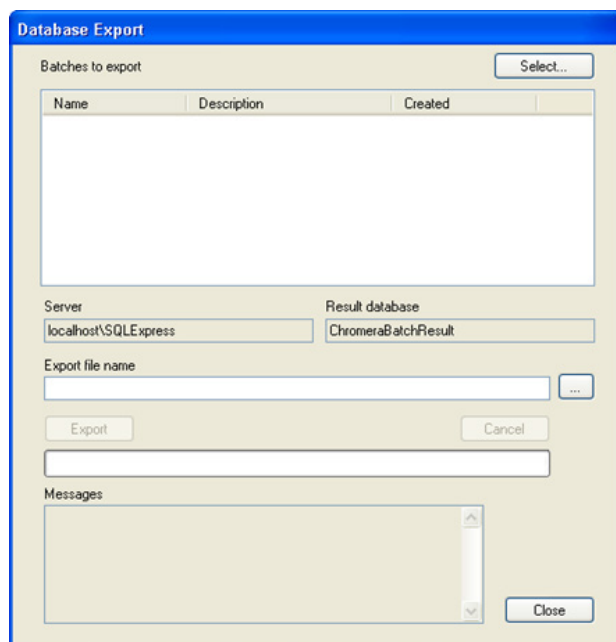 Database Export
Batches to export
Select...
Name Description Created
Server Result database
localhost\SQLExpress ChromeraBatchResult
Export file name
...
Export Cancel
Messages
Close